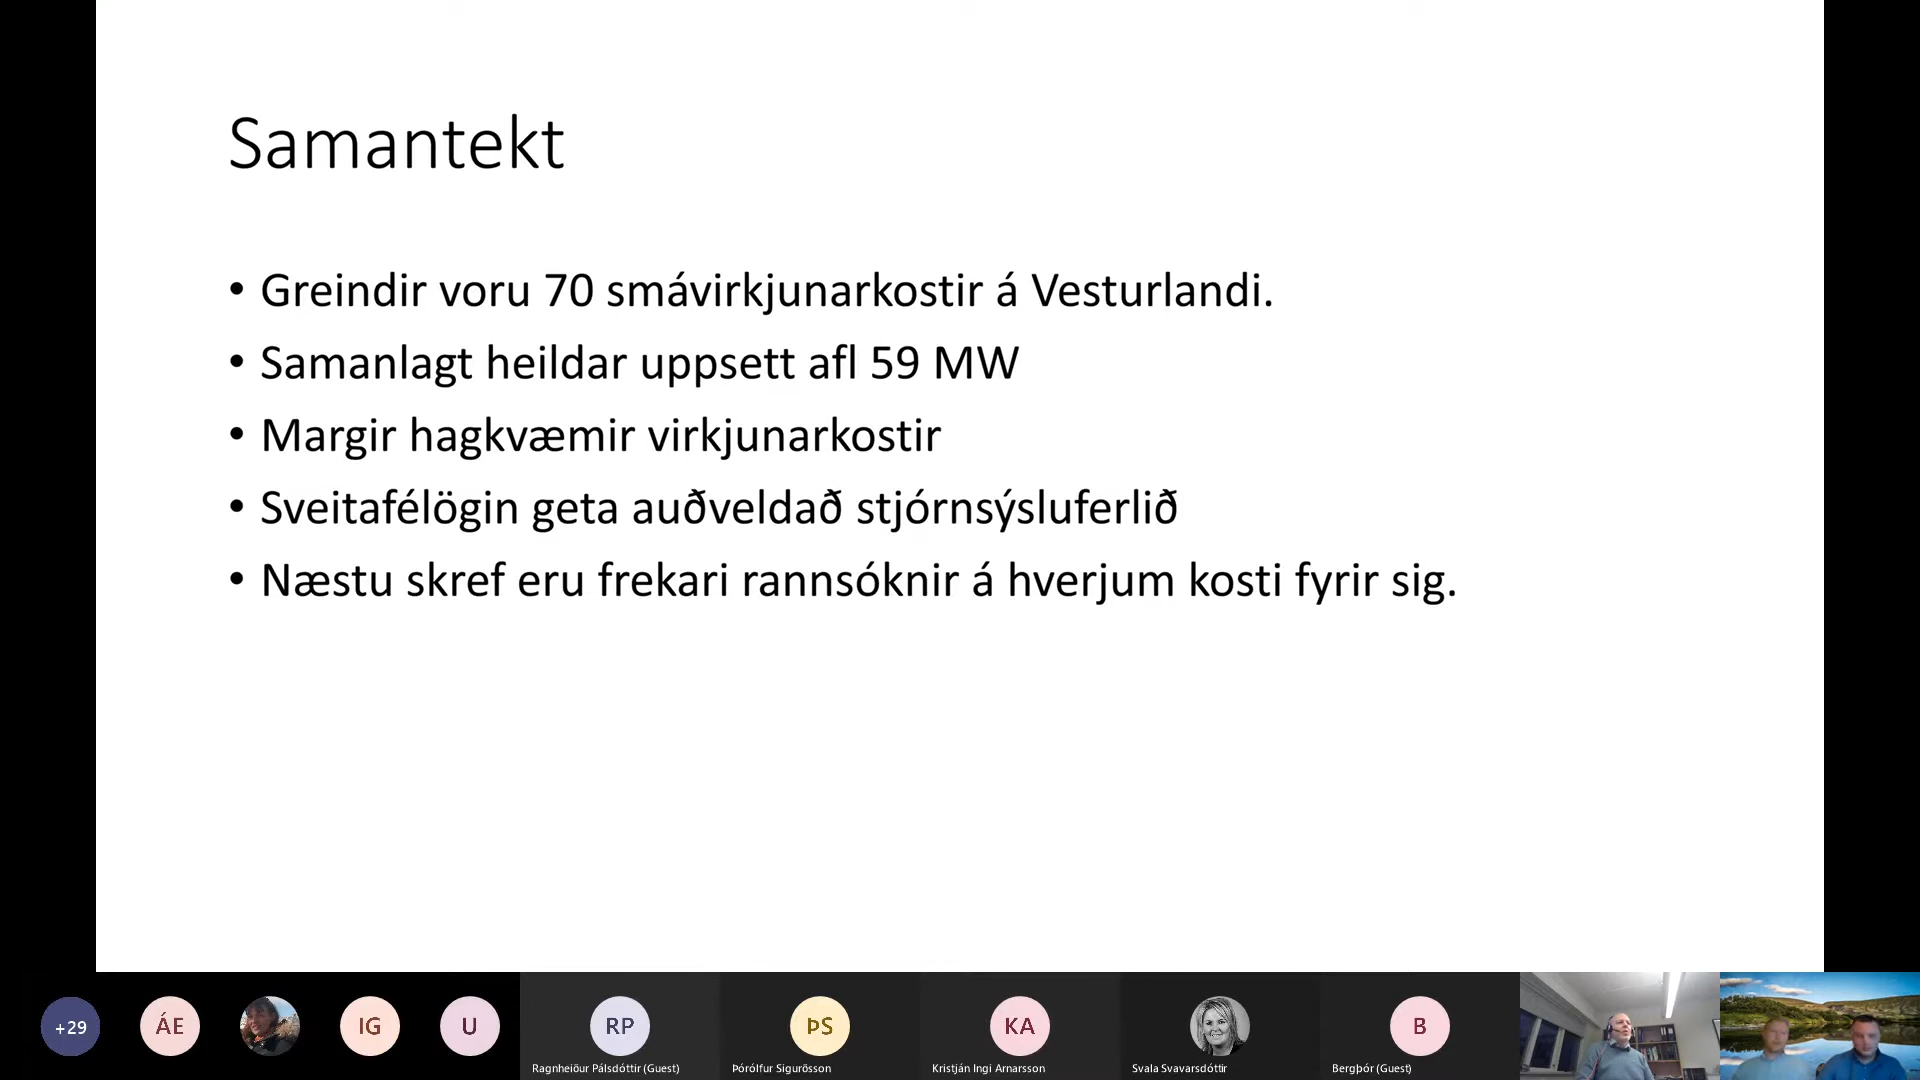 Samantekt
• Greindir voru 70 smávirkjunarkostir á Vesturlandi.
• Samanlagt heildar uppsett afl 59 MW
• Margir hagkvæmir virkjunarkostir
• Sveitafélögin geta auðveldað stjórnsýsluferlið
• Næstu skref eru frekari rannsóknir á hverjum kosti fyrir sig.
+29
ÁE
IG
U
RP
ÞS
KA
B
Ragnheiður Pálsdóttir (Guest)
Þórólfur Sigurðsson
Kristján Ingi Arnarsson
Svala Svavarsdóttir
Bergþór (Guest)